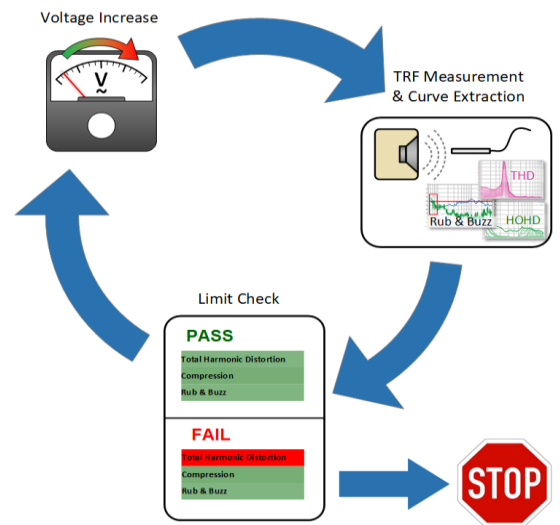 Voltage Increase
V
~
TRF Measurement
& Curve Extraction
THD
Rub & Buzz
HOHD
Limit Check
PASS
Total Harmonic Distortion
Compression
Rub & Buzz
FAIL
Total Harmonic Distortion
Compression
Rub & Buzz
STOP